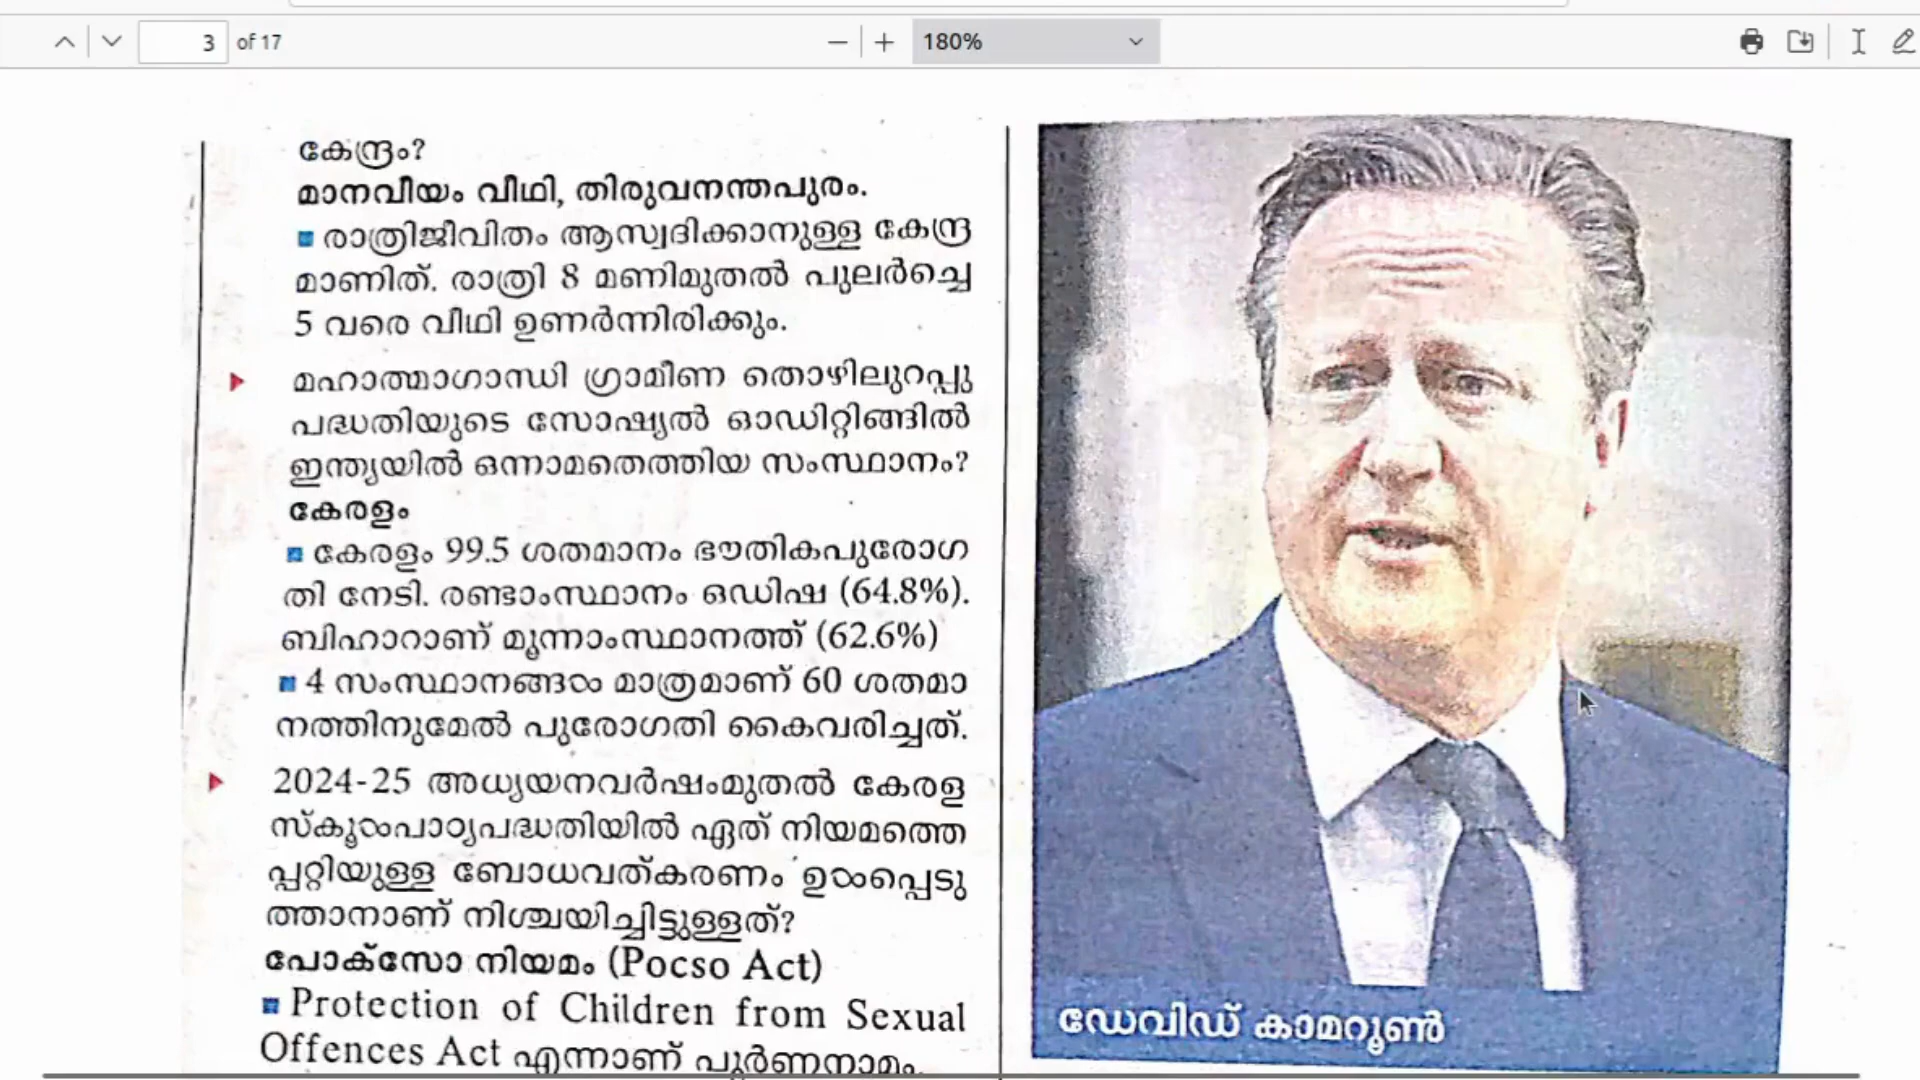 3 of 17
180%
കേന്ദ്രം?
മാനവീയം വീഥി, തിരുവനന്തപുരം.
രാത്രിജീവിതം ആസ്വദിക്കാനുള്ള കേന്ദ്ര
മാണിത്. രാത്രി 8 മണിമുതൽ പുലർച്ചെ
5 വരെ വീഥി ഉണർന്നിരിക്കും.
മഹാത്മാഗാന്ധി ഗ്രാമീണ തൊഴിലുറപ്പു
പദ്ധതിയുടെ സോഷ്യൽ ഓഡിറ്റിങ്ങിൽ
ഇന്ത്യയിൽ ഒന്നാമതെത്തിയ സംസ്ഥാനം?
കേരളം
കേരളം 99.5 ശതമാനം ഭൗതികപുരോഗ
തി നേടി. രണ്ടാംസ്ഥാനം ഒഡിഷ (64.8%).
ബിഹാറാണ് മൂന്നാംസ്ഥാനത്ത് (62.6%)
4 സംസ്ഥാനങ്ങൾ മാത്രമാണ് 60 ശതമാ
നത്തിനുമേൽ പുരോഗതി കൈവരിച്ചത്.
2024-25 അധ്യയനവർഷംമുതൽ കേരള
സ്കൂൾപാഠ്യപദ്ധതിയിൽ ഏത് നിയമത്തെ
പ്പറ്റിയുള്ള ബോധവത്കരണം ഉൾപ്പെടു
ത്താനാണ് നിശ്ചയിച്ചിട്ടുള്ളത്?
പോക്സോ നിയമം (Pocso Act)
Protection of Children from Sexual
Offences Act എന്നാണ് പൂർണനാമം.
ഡേവിഡ് കാമറൂൺ